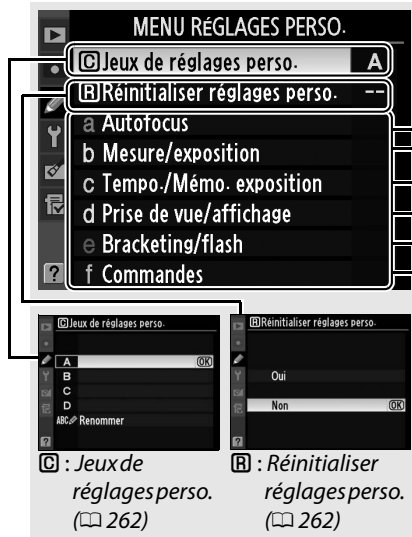 MENU RÉGLAGES PERSO.
C Jeux de réglages perso. A
R Réinitialiser réglages perso. --
a Autofocus
b Mesure/exposition
c Tempo./Mémo. exposition
d Prise de vue/affichage
e Bracketing/flash
f Commandes
?
C Jeux de réglages perso.
A OK
B
C
D
ABC Renommer
?
R Réinitialiser réglages perso.
Oui
Non OK
?
C : Jeux de
réglages perso.
(262)
R : Réinitialiser
réglages perso.
(262)